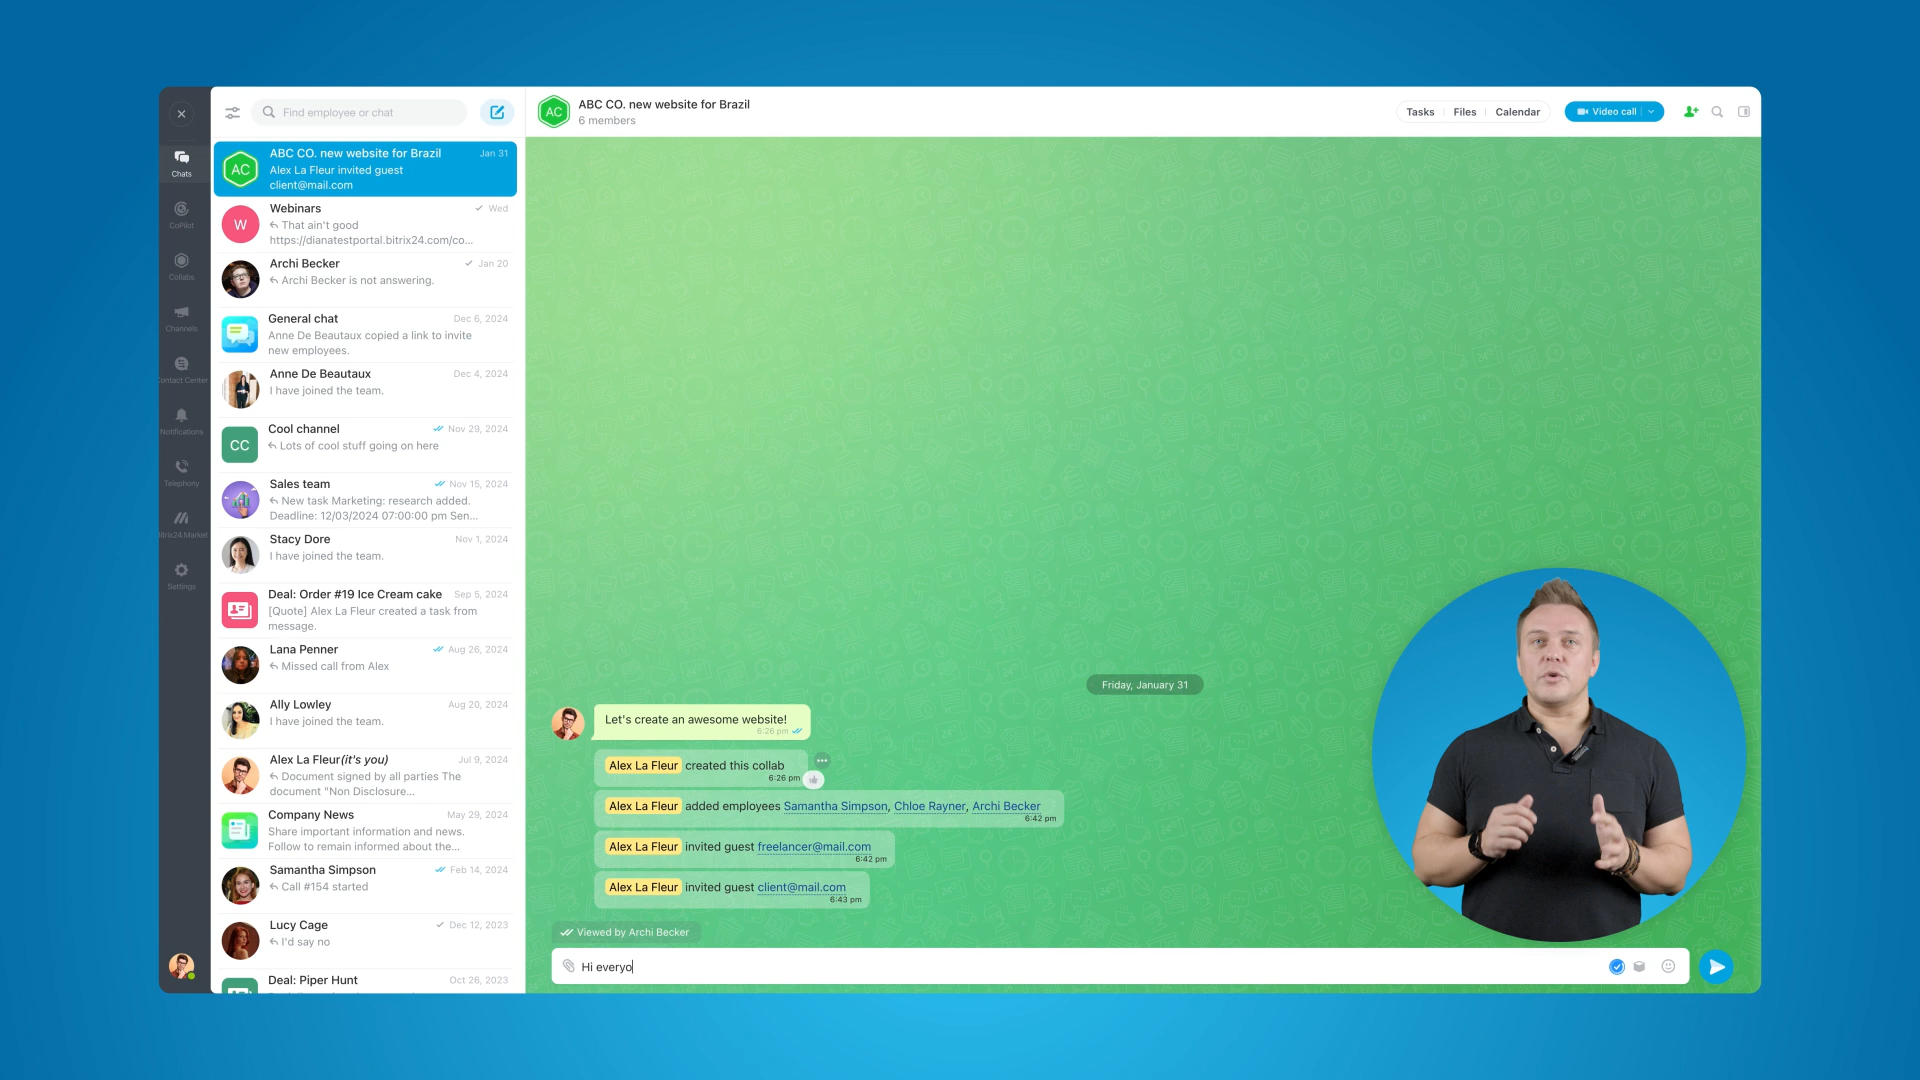 Chats
CoPilot
Collabs
Channels
ontact Center
Notifications
Telephony
itrix24.Market
Settings
Find employee or chat
AC
ABC CO. new website for Brazil
Jan 31
Alex La Fleur invited guest
client@mail.com
W
Webinars
Wed
That ain't good
https://dianatestportal.bitrix24.com/co...
Archi Becker
Jan 20
Archi Becker is not answering.
General chat
Dec 6, 2024
Anne De Beautaux copied a link to invite
new employees.
Anne De Beautaux
Dec 4, 2024
I have joined the team.
CC
Cool channel
Nov 29, 2024
Lots of cool stuff going on here
Sales team
Nov 15, 2024
New task Marketing: research added.
Deadline: 12/03/2024 07:00:00 pm Sen...
Stacy Dore
Nov 1, 2024
I have joined the team.
Deal: Order #19 Ice Cream cake
Sep 5, 2024
[Quote] Alex La Fleur created a task from
message.
Lana Penner
Aug 26, 2024
Missed call from Alex
Ally Lowley
Aug 20, 2024
I have joined the team.
Alex La Fleur(it's you)
Jul 9, 2024
Document signed by all parties The
document "Non Disclosure...
Company News
May 29, 2024
Share important information and news.
Follow to remain informed about the...
Samantha Simpson
Feb 14, 2024
Call #154 started
Lucy Cage
Dec 12, 2023
I'd say no
Deal: Piper Hunt
Oct 26, 2023
AC
ABC CO. new website for Brazil
6 members
Tasks
Files
Calendar
Video call
Friday, January 31
Let's create an awesome website!
6:26 pm
Alex La Fleur created this collab
6:26 pm
Alex La Fleur added employees Samantha Simpson, Chloe Rayner, Archi Becker
6:42 pm
Alex La Fleur invited guest freelancer@mail.com
6:42 pm
Alex La Fleur invited guest client@mail.com
6:43 pm
Viewed by Archi Becker
Hi everyo